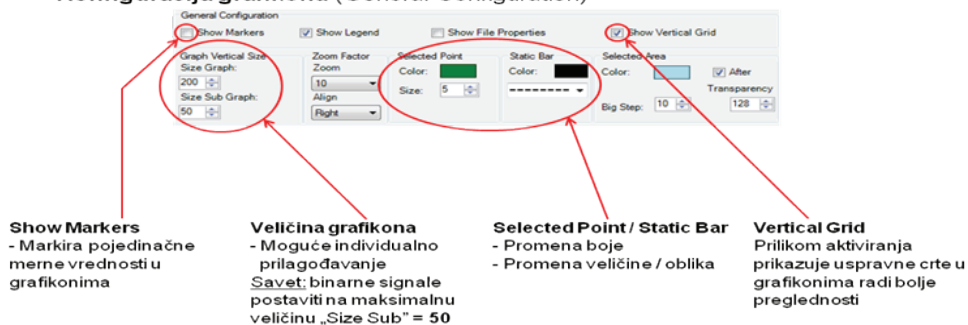 Konfiguracija grafikona (General Configuration)
General Configuration
Show Markers Show Legend Show File Properties Show Vertical Grid
Graph Vertical Size Zoom Factor Selected Point Static Bar Selected Area
Size Graph: Zoom Color: Color: Color: After
200 10 Size: 5 Transparency
Size Sub Graph: Align Big Step: 10 128
50 Right
Show Markers
- Markira pojedinačne
merne vrednosti u
grafikonima
Veličina grafikona
- Moguće individualno
prilagođavanje
Savet: binarne signale
postaviti na maksimalnu
veličinu „Size Sub" = 50
Selected Point / Static Bar
- Promena boje
- Promena veličine / oblika
Vertical Grid
Prilikom aktiviranja
prikazuje uspravne crte u
grafikonima radi bolje
preglednosti